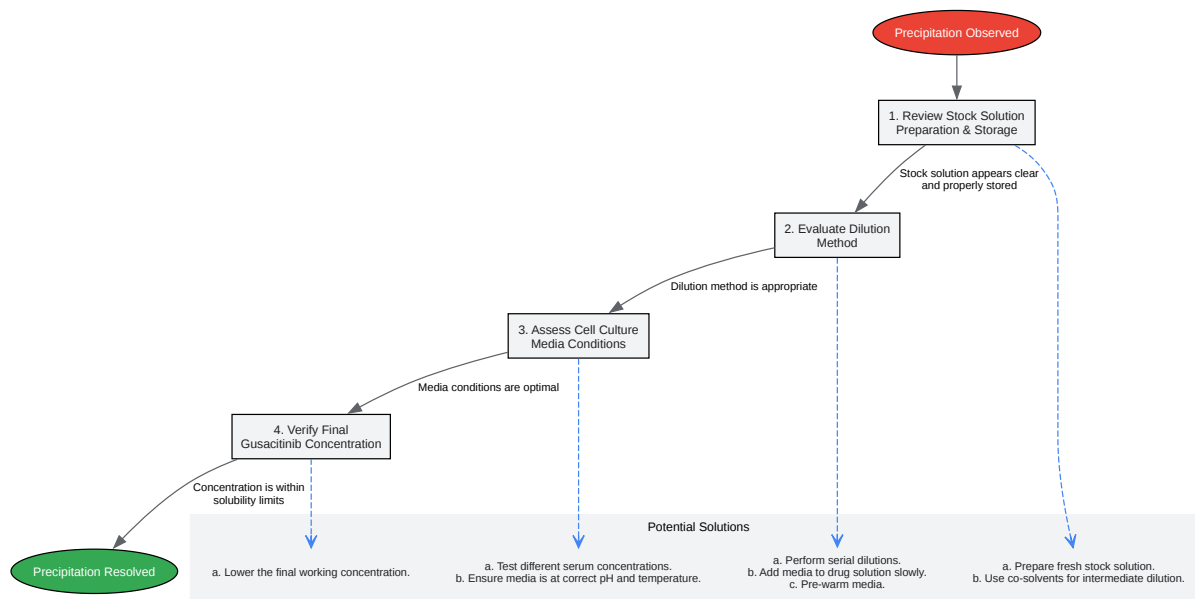 Precipitation Observed
1. Review Stock Solution
Preparation & Storage
Stock solution appears clear
and properly stored
2. Evaluate Dilution
Method
Dilution method is appropriate
3. Assess Cell Culture
Media Conditions
Media conditions are optimal
4. Verify Final
Gusacitinib Concentration
Concentration is within
solubility limits
Precipitation Resolved
Potential Solutions
a. Lower the final working concentration.
a. Test different serum concentrations.
b. Ensure media is at correct pH and temperature.
a. Perform serial dilutions.
b. Add media to drug solution slowly.
c. Pre-warm media.
a. Prepare fresh stock solution.
b. Use co-solvents for intermediate dilution.